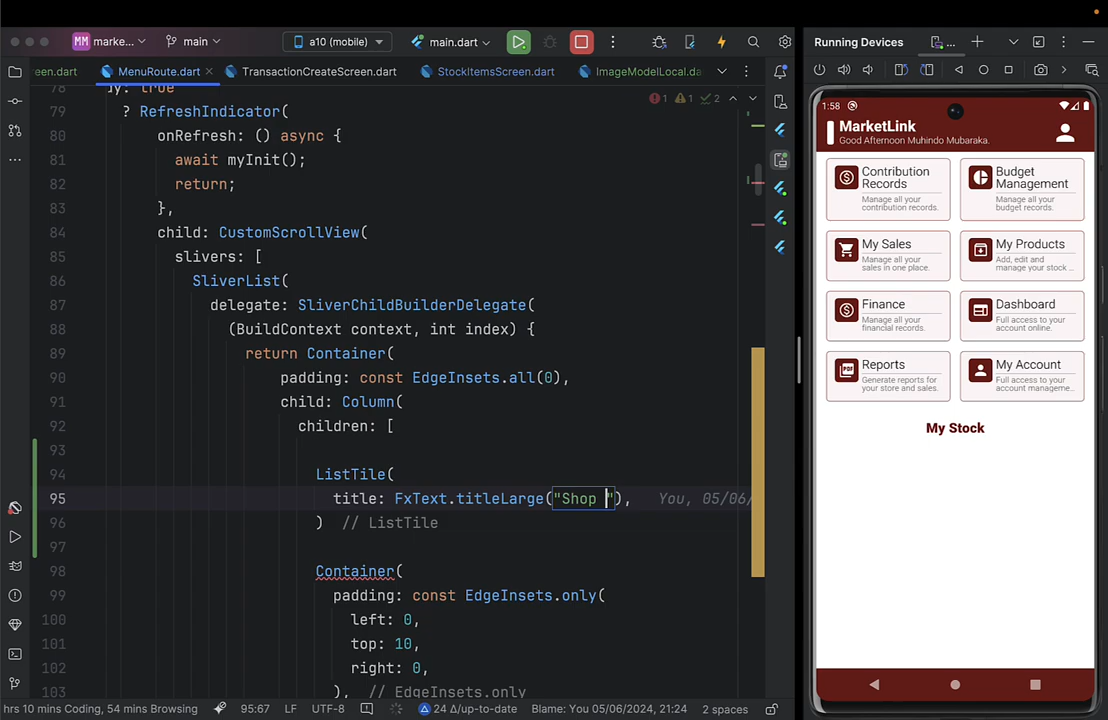 MM marke...
main
a10 (mobile)
main.dart
Running Devices
een.dart
MenuRoute.dart
TransactionCreateScreen.dart
StockItemsScreen.dart
ImageModelLocal.da
78 dy: true
79 ? RefreshIndicator(
80 onRefresh: () async {
81 await myInit();
82 return;
83 },
84 child: CustomScrollView(
85 slivers: [
86 SliverList(
87 delegate: SliverChildBuilderDelegate(
88 (BuildContext context, int index) {
89 return Container(
90 padding: const EdgeInsets.all(0),
91 child: Column(
92 children: [
93
94 ListTile(
95 title: FxText.titleLarge("Shop "), You, 05/06/
96 ) // ListTile
97
98 Container(
99 padding: const EdgeInsets.only(
100 left: 0,
101 top: 10,
102 right: 0,
103 ), // EdgeInsets.only
1 1 2
hrs 10 mins Coding, 54 mins Browsing
95:67
LF
UTF-8
24 Δ/up-to-date
Blame: You 05/06/2024, 21:24
2 spaces
1:58
MarketLink
Good Afternoon Muhindo Mubaraka.
Contribution
Records
Manage all your
contribution records.
Budget
Management
Manage all your
budget records.
My Sales
Manage all your
sales in one place.
My Products
Add, edit and
manage your stock ...
Finance
Manage all your
financial records.
Dashboard
Full access to your
account online.
PDF
Reports
Generate reports for
your store and sales.
My Account
Full access to your
account manageme...
My Stock